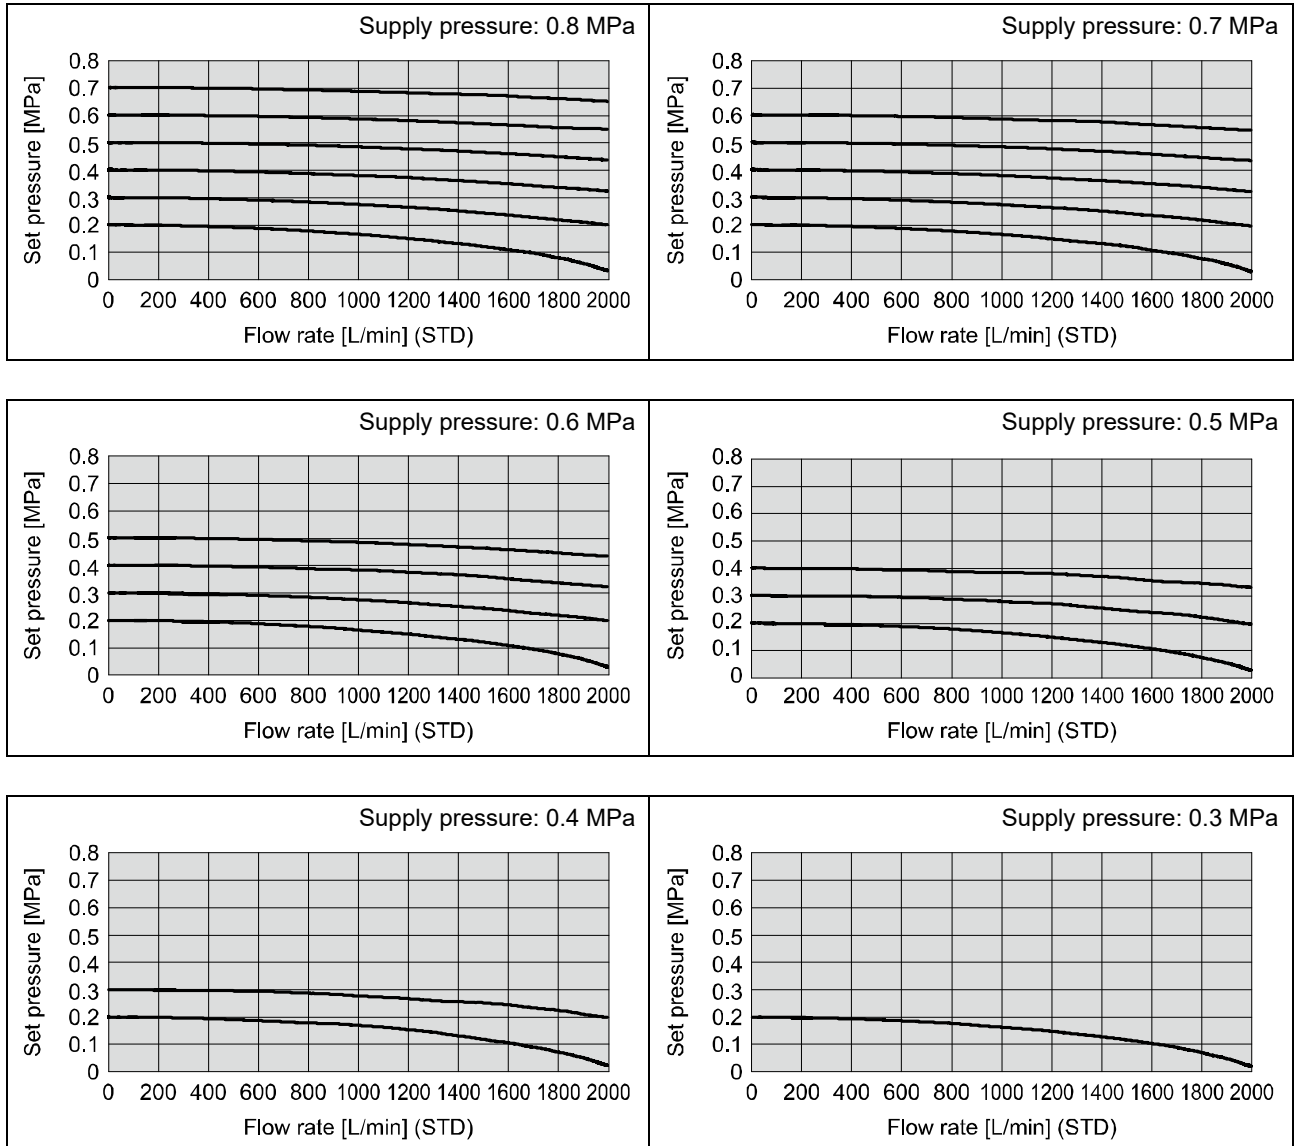 Supply pressure: 0.8 MPa
Set pressure [MPa]
0.8
0.7
0.6
0.5
0.4
0.3
0.2
0.1
0
0 200 400 600 800 1000 1200 1400 1600 1800 2000
Flow rate [L/min] (STD)
Supply pressure: 0.7 MPa
Set pressure [MPa]
0.8
0.7
0.6
0.5
0.4
0.3
0.2
0.1
0
0 200 400 600 800 1000 1200 1400 1600 1800 2000
Flow rate [L/min] (STD)
Supply pressure: 0.6 MPa
Set pressure [MPa]
0.8
0.7
0.6
0.5
0.4
0.3
0.2
0.1
0
0 200 400 600 800 1000 1200 1400 1600 1800 2000
Flow rate [L/min] (STD)
Supply pressure: 0.5 MPa
Set pressure [MPa]
0.8
0.7
0.6
0.5
0.4
0.3
0.2
0.1
0
0 200 400 600 800 1000 1200 1400 1600 1800 2000
Flow rate [L/min] (STD)
Supply pressure: 0.4 MPa
Set pressure [MPa]
0.8
0.7
0.6
0.5
0.4
0.3
0.2
0.1
0
0 200 400 600 800 1000 1200 1400 1600 1800 2000
Flow rate [L/min] (STD)
Supply pressure: 0.3 MPa
Set pressure [MPa]
0.8
0.7
0.6
0.5
0.4
0.3
0.2
0.1
0
0 200 400 600 800 1000 1200 1400 1600 1800 2000
Flow rate [L/min] (STD)